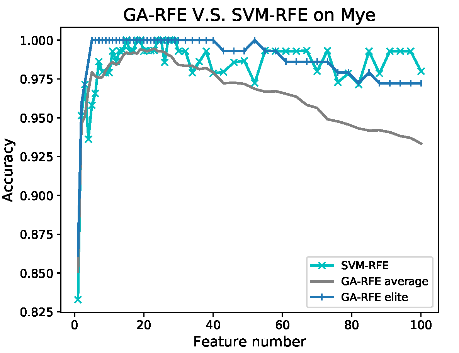 GA-RFE V.S. SVM-RFE on Mye
1.000
0.975
0.950
0.925
0.900
0.875
0.850
0.825
Accuracy
0 20 40 60 80 100
Feature number
SVM-RFE
GA-RFE average
GA-RFE elite